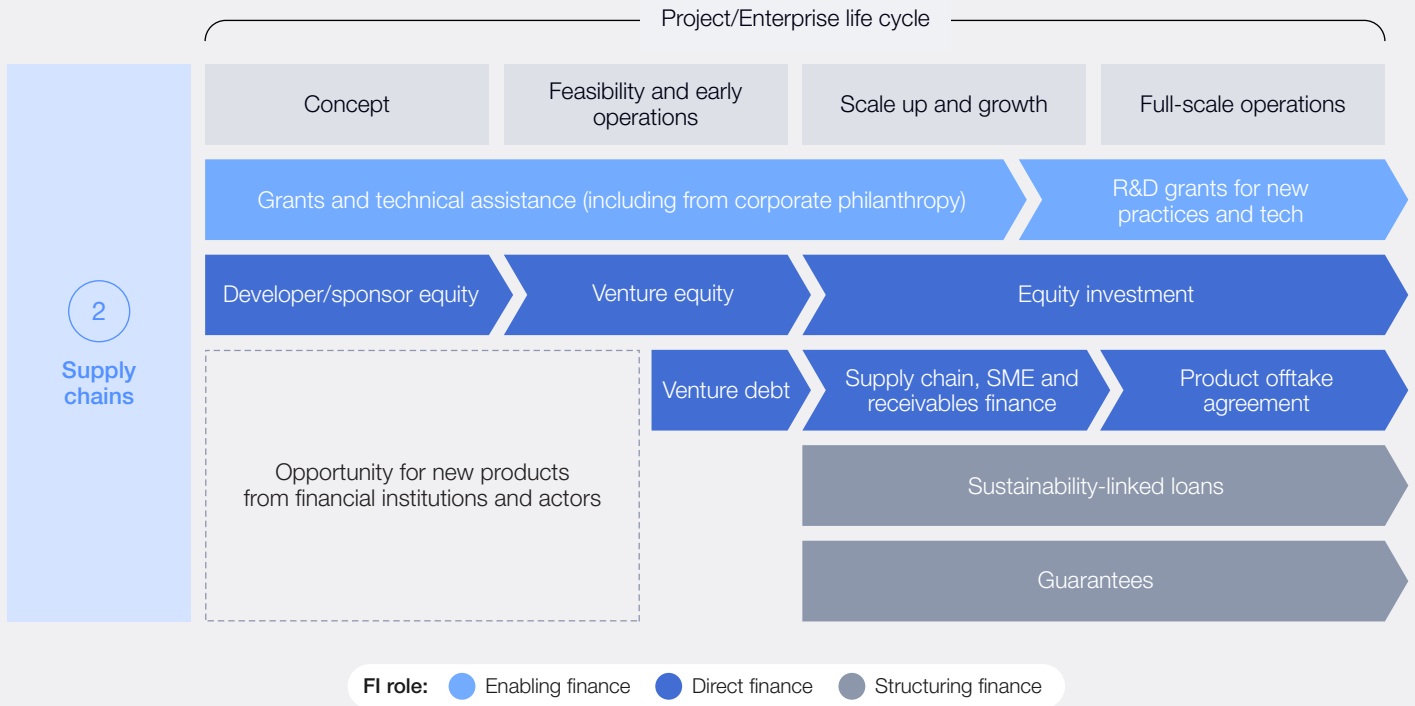 Project/Enterprise life cycle
Concept
Feasibility and early
operations
Scale up and growth
Full-scale operations
2
Supply
chains
Grants and technical assistance (including from corporate philanthropy)
R&D grants for new
practices and tech
Developer/sponsor equity
Venture equity
Equity investment
Opportunity for new products
from financial institutions and actors
Venture debt
Supply chain, SME and
receivables finance
Product offtake
agreement
Sustainability-linked loans
Guarantees
FI role:
Enabling finance
Direct finance
Structuring finance